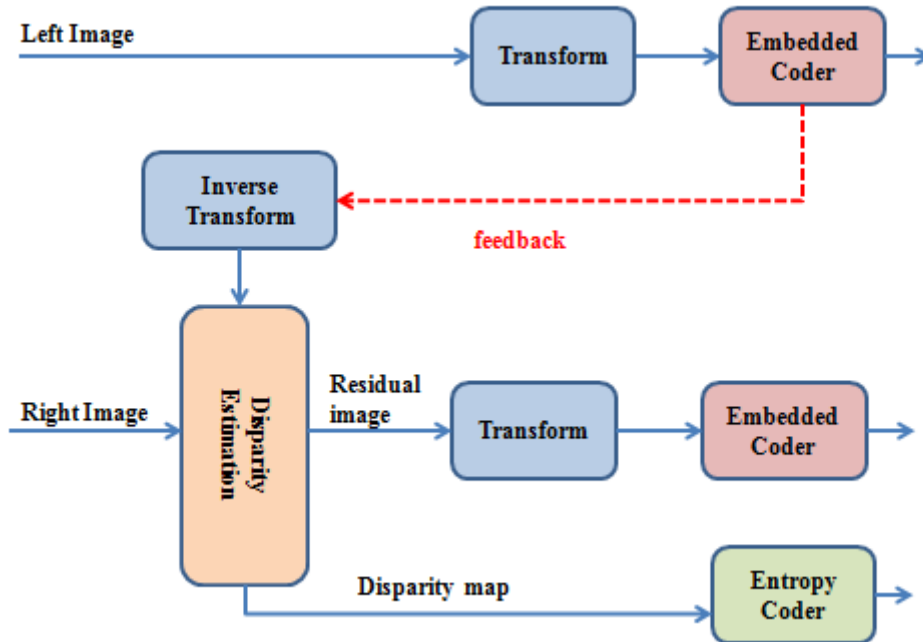 Left Image
Transform
Embedded
Coder
Inverse
Transform
feedback
Right Image
Disparity
Estimation
Residual
image
Transform
Embedded
Coder
Disparity map
Entropy
Coder